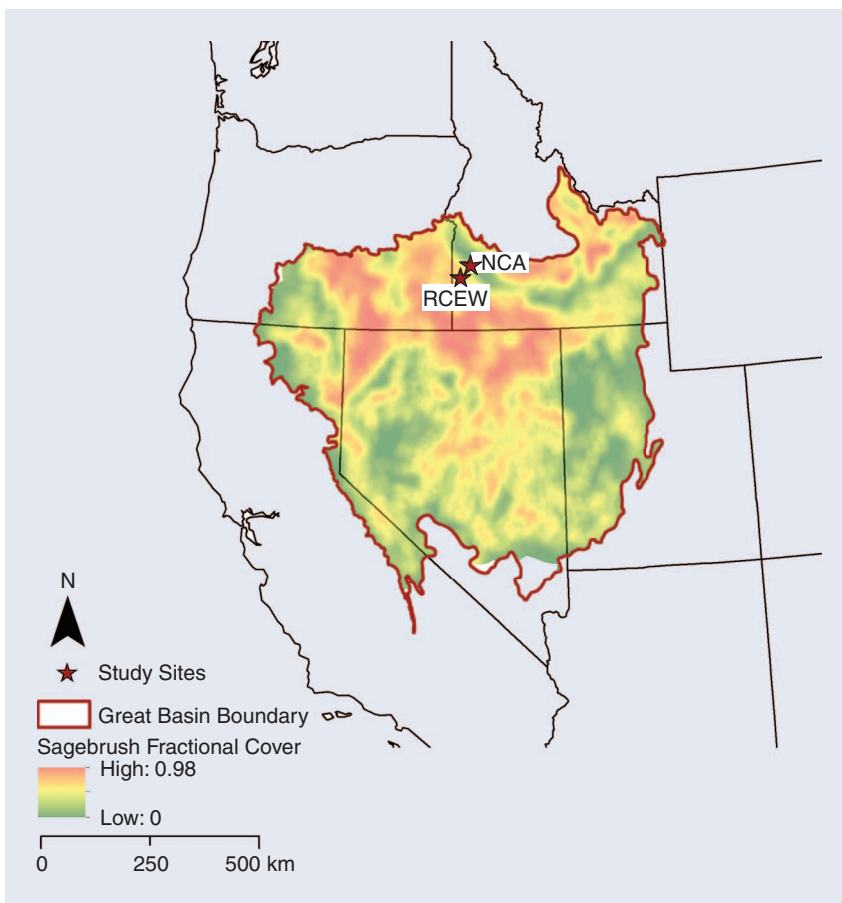 NCA
RCEW
N
Study Sites
Great Basin Boundary
Sagebrush Fractional Cover
High: 0.98
Low: 0
0 250 500 km